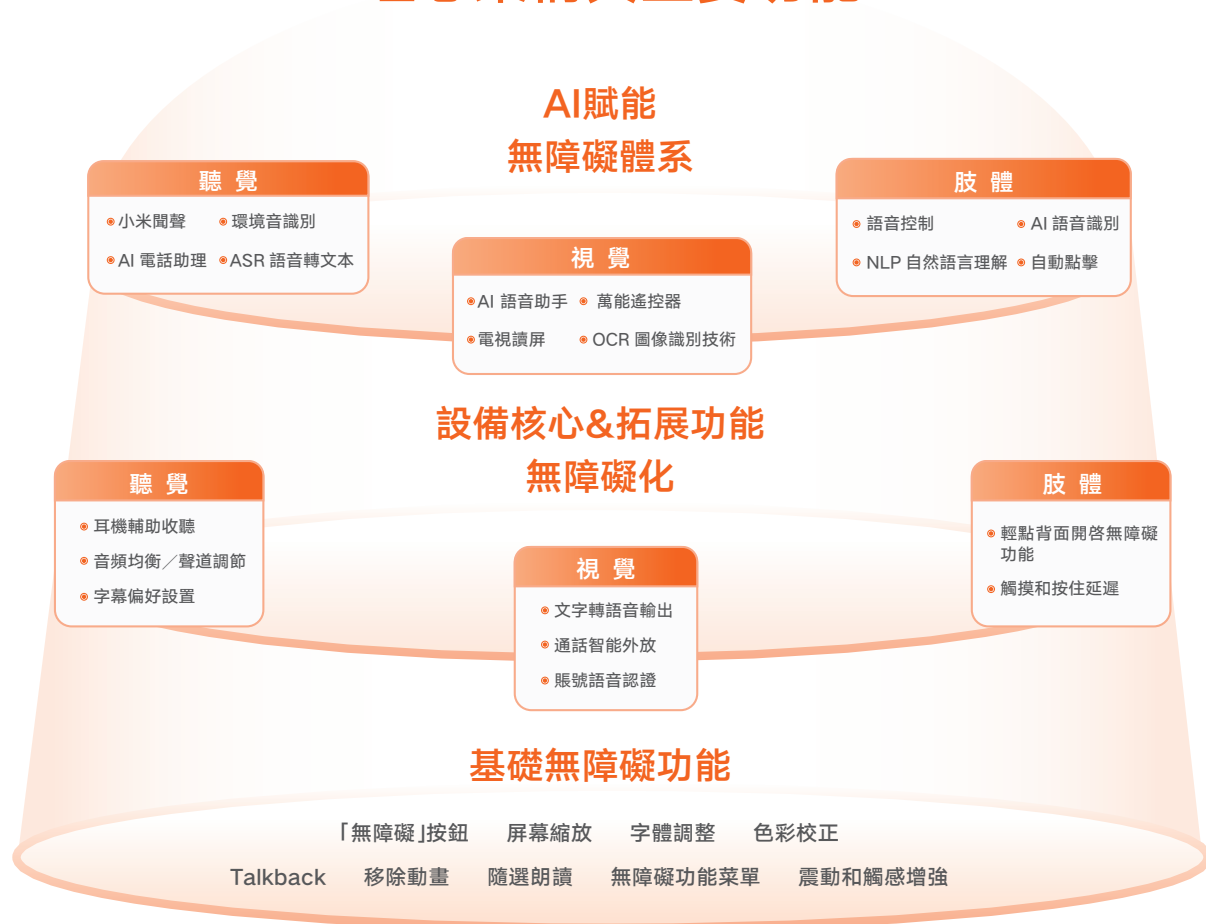 AI賦能
無障礙體系
聽覺
小米聞聲 環境音識別
AI 電話助理 ASR 語音轉文本
視覺
AI 語音助手 萬能遙控器
電視讀屏 OCR 圖像識別技術
肢體
語音控制 AI 語音識別
NLP 自然語言理解 自動點擊
設備核心&拓展功能
無障礙化
聽覺
耳機輔助收聽
音頻均衡／聲道調節
字幕偏好設置
視覺
文字轉語音輸出
通話智能外放
賬號語音認證
肢體
輕點背面開啓無障礙
功能
觸摸和按住延遲
基礎無障礙功能
「無障礙」按鈕 屏幕縮放 字體調整 色彩校正
Talkback 移除動畫 隨選朗讀 無障礙功能菜單 震動和觸感增強